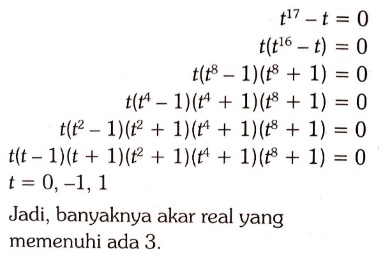 t¹⁷ – t = 0
t(t¹⁶ – t) = 0
t(t⁸ – 1)(t⁸ + 1) = 0
t(t⁴ – 1)(t⁴ + 1)(t⁸ + 1) = 0
t(t² – 1)(t² + 1)(t⁴ + 1)(t⁸ + 1) = 0
t(t – 1)(t + 1)(t² + 1)(t⁴ + 1)(t⁸ + 1) = 0
t = 0, –1, 1
Jadi, banyaknya akar real yang
memenuhi ada 3.